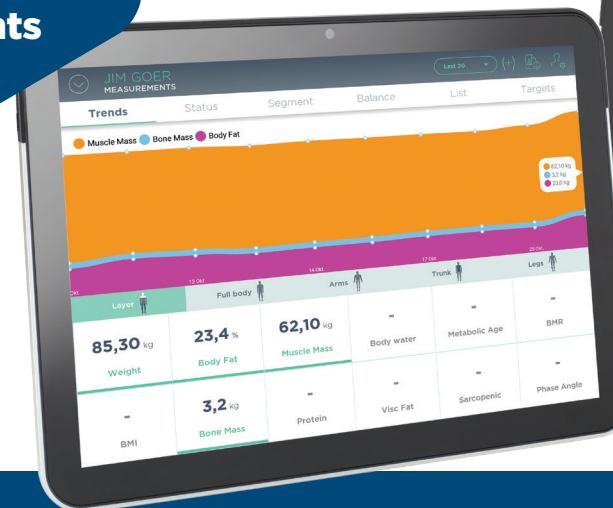 nts
JIM GOER
MEASUREMENTS
Last 20
(+)
Trends Status Segment Balance List Targets
Muscle Mass Bone Mass Body Fat
62,10 kg
3,2 kg
20,0 kg
Okt. 12 Okt. 14 Okt. 17 Okt. 20 Okt.
Layer Full body Arms Trunk Legs
85,30 kg 23,4 % 62,10 kg - - -
Weight Body Fat Muscle Mass Body water Metabolic Age BMR
- 3,2 kg - - - -
BMI Bone Mass Protein Visc Fat Sarcopenic Phase Angle